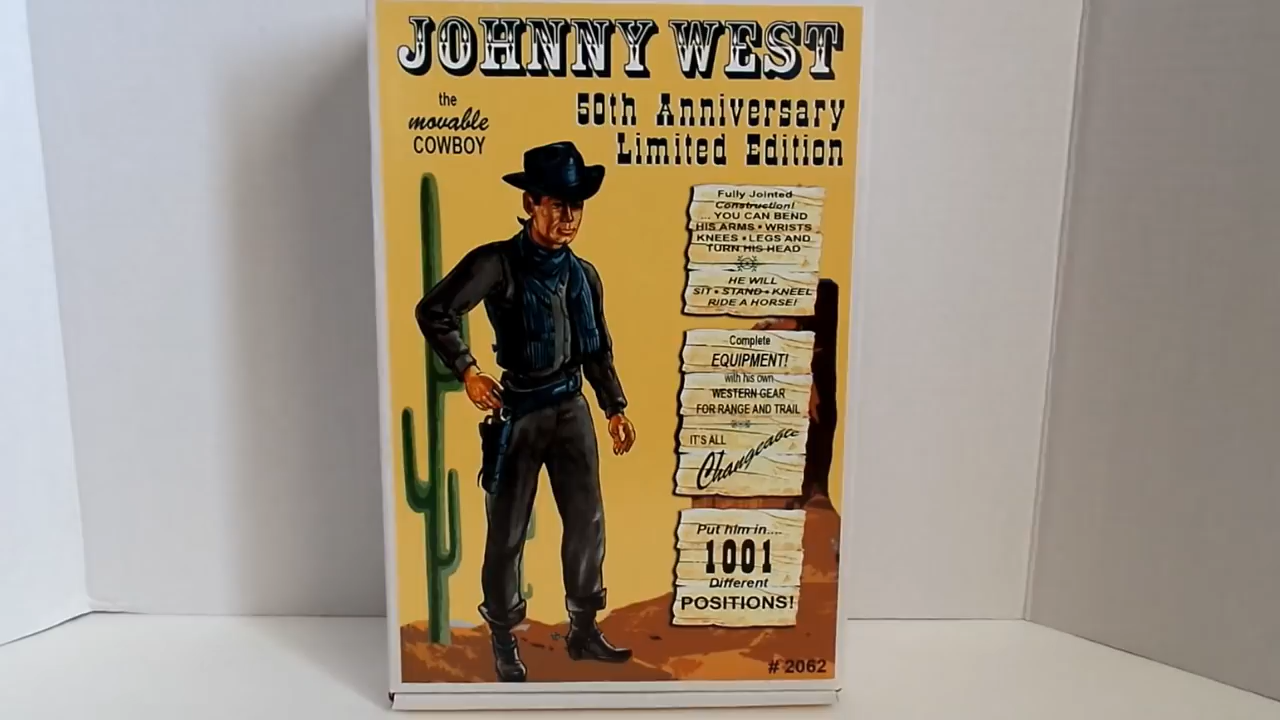 JOHNNY WEST
the
movable
COWBOY
50th Anniversary
Limited Edition
Fully Jointed
Construction!
... YOU CAN BEND
HIS ARMS • WRISTS
KNEES • LEGS AND
TURN HIS HEAD
HE WILL
SIT • STAND • KNEEL
RIDE A HORSE!
Complete
EQUIPMENT!
with his own
WESTERN GEAR
FOR RANGE AND TRAIL
IT'S ALL
Changeable
Put him in....
1001
Different
POSITIONS!
# 2062